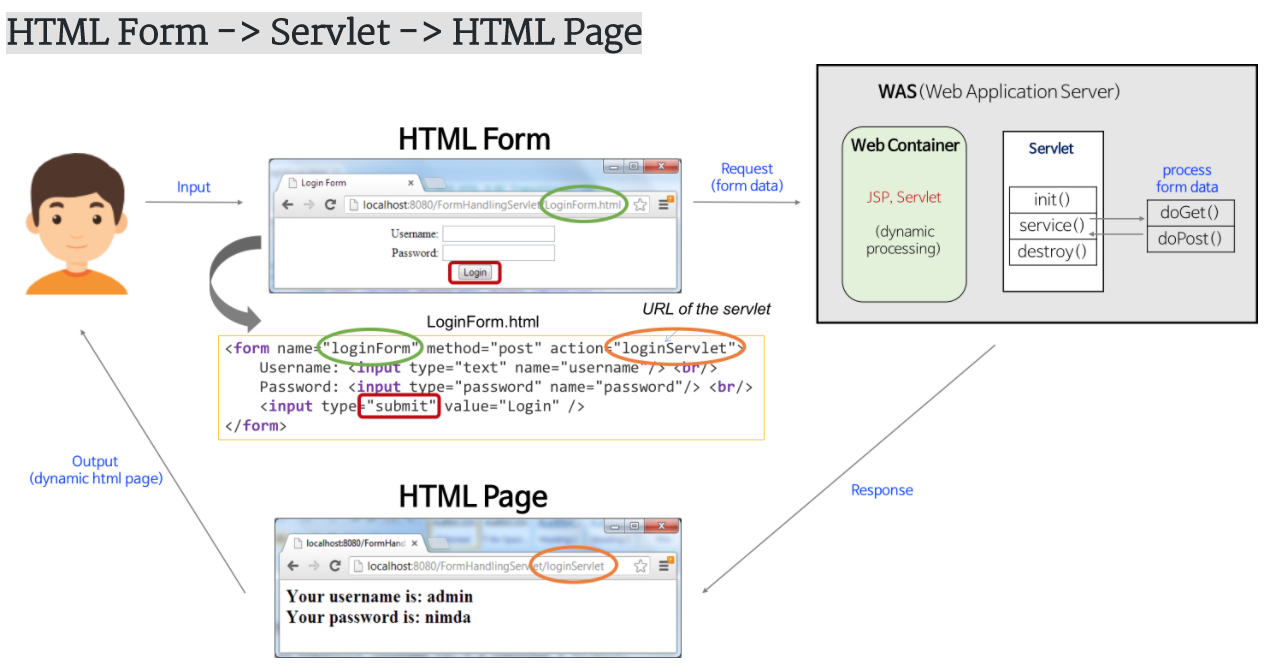 HTML Form -> Servlet -> HTML Page
WAS(Web Application Server)
HTML Form
Input
Login Form
localhost:8080/FormHandlingServlet/LoginForm.html
Username:
Password:
Login
Request
(form data)
Web Container
JSP, Servlet
(dynamic
processing)
Servlet
init()
service()
destroy()
process
form data
doGet()
doPost()
URL of the servlet
LoginForm.html
<form name="loginForm" method="post" action="loginServlet">
Username: <input type="text" name="username"/> <br/>
Password: <input type="password" name="password"/> <br/>
<input type="submit" value="Login" />
</form>
Output
(dynamic html page)
Response
HTML Page
localhost:8080/FormHand
localhost:8080/FormHandlingServlet/loginServlet
Your username is: admin
Your password is: nimda